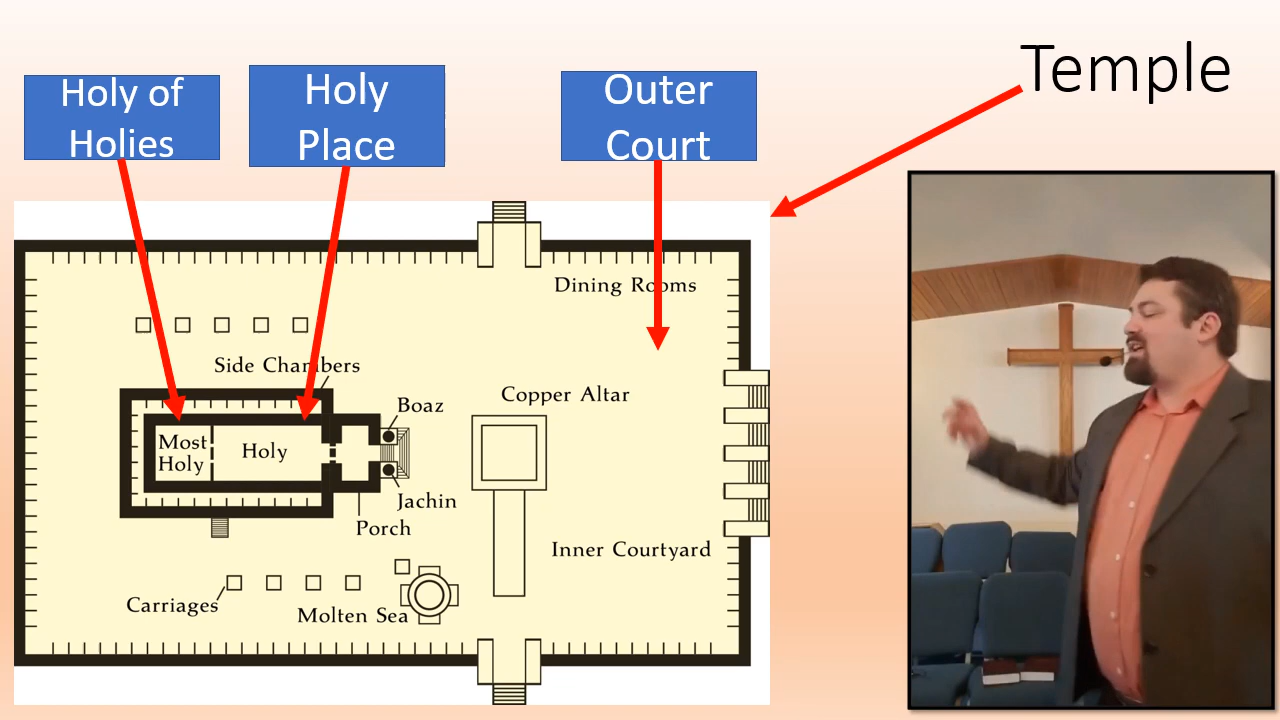 Temple
Holy of
Holies
Holy
Place
Outer
Court
Dining Rooms
Side Chambers
Copper Altar
Boaz
Most
Holy
Holy
Jachin
Porch
Inner Courtyard
Carriages
Molten Sea